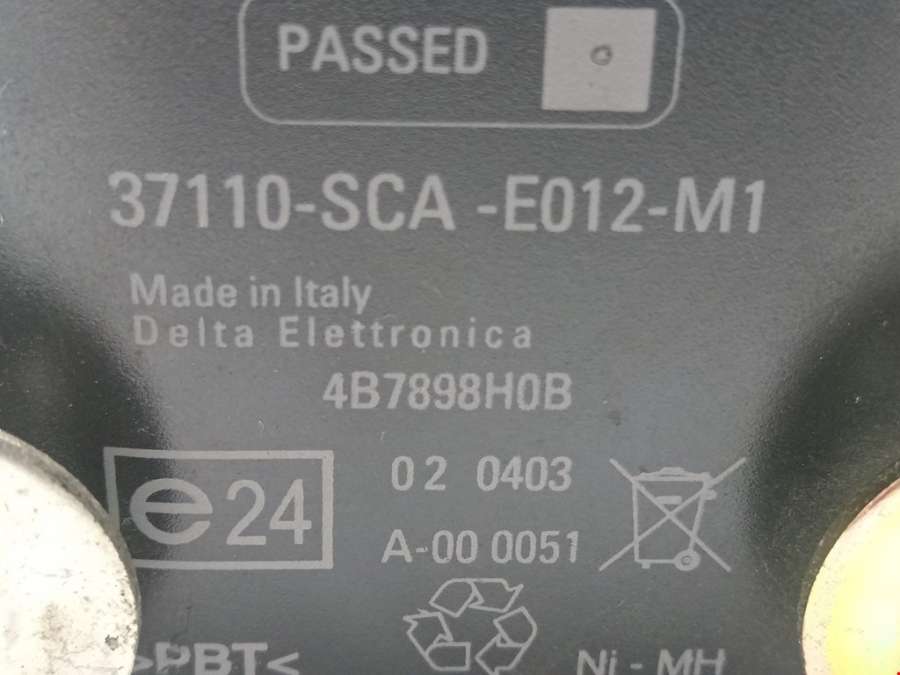 PASSED
37110-SCA -E012-M1
Made in Italy
Delta Elettronica
4B7898H0B
e24
02 0403
A-00 0051
>PBT<
Ni - MH